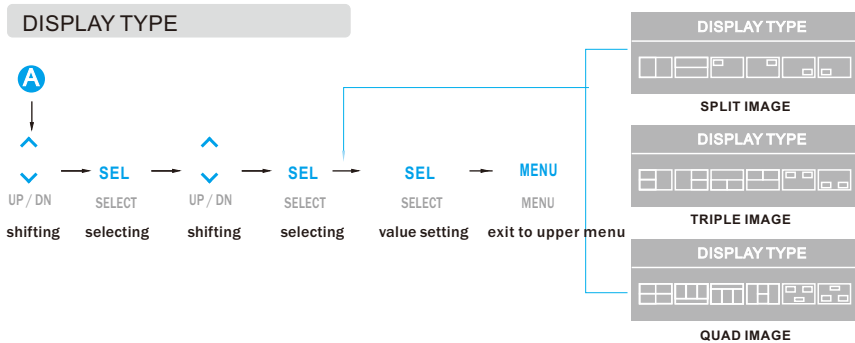 DISPLAY TYPE
A
SEL
SEL
SEL
MENU
UP / DN
SELECT
UP / DN
SELECT
SELECT
MENU
shifting
selecting
shifting
selecting
value setting
exit to upper menu
DISPLAY TYPE
SPLIT IMAGE
DISPLAY TYPE
TRIPLE IMAGE
DISPLAY TYPE
QUAD IMAGE